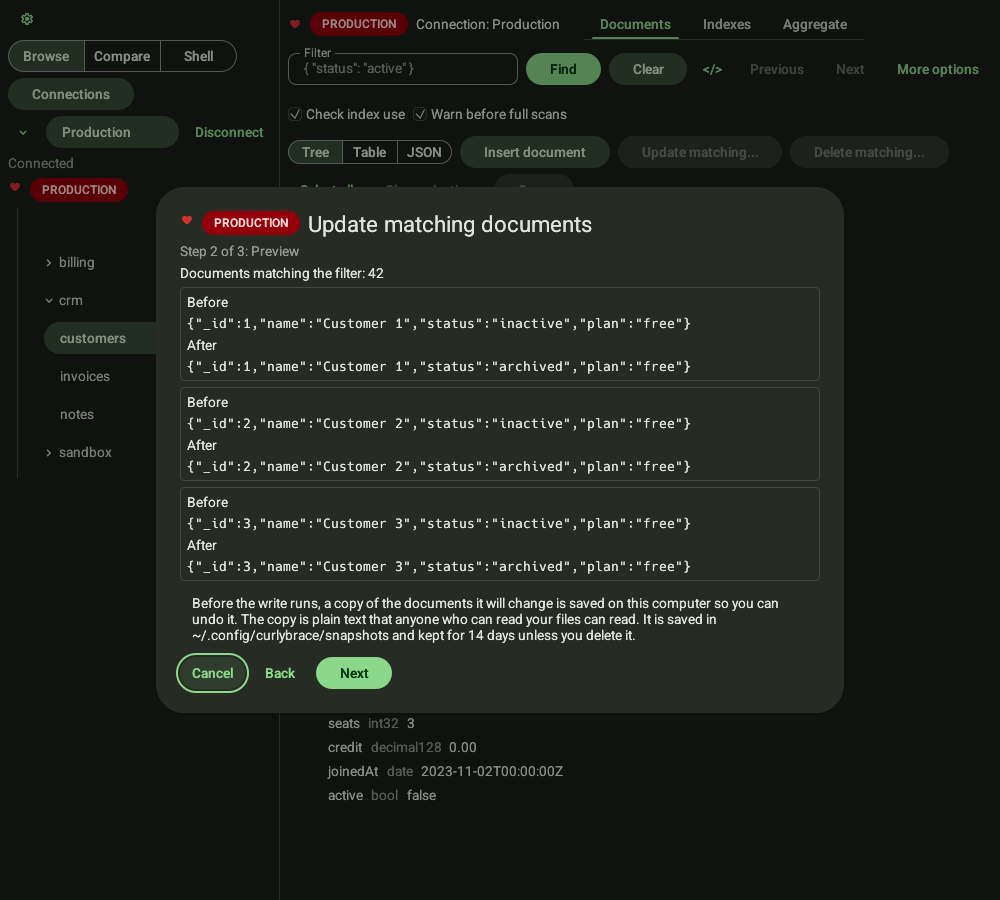 Browse
Compare
Shell
Connections
Production
Disconnect
Connected
PRODUCTION
billing
crm
customers
invoices
notes
sandbox
PRODUCTION
Connection: Production
Documents
Indexes
Aggregate
Filter
{ "status": "active" }
Find
Clear
</>
Previous
Next
More options
Check index use
Warn before full scans
Tree
Table
JSON
Insert document
Update matching...
Delete matching...
PRODUCTION
Update matching documents
Step 2 of 3: Preview
Documents matching the filter: 42
Before
{"_id":1,"name":"Customer 1","status":"inactive","plan":"free"}
After
{"_id":1,"name":"Customer 1","status":"archived","plan":"free"}
Before
{"_id":2,"name":"Customer 2","status":"inactive","plan":"free"}
After
{"_id":2,"name":"Customer 2","status":"archived","plan":"free"}
Before
{"_id":3,"name":"Customer 3","status":"inactive","plan":"free"}
After
{"_id":3,"name":"Customer 3","status":"archived","plan":"free"}
Before the write runs, a copy of the documents it will change is saved on this computer so you can
undo it. The copy is plain text that anyone who can read your files can read. It is saved in
~/.config/curlybrace/snapshots and kept for 14 days unless you delete it.
Cancel
Back
Next
seats int32 3
credit decimal128 0.00
joinedAt date 2023-11-02T00:00:00Z
active bool false